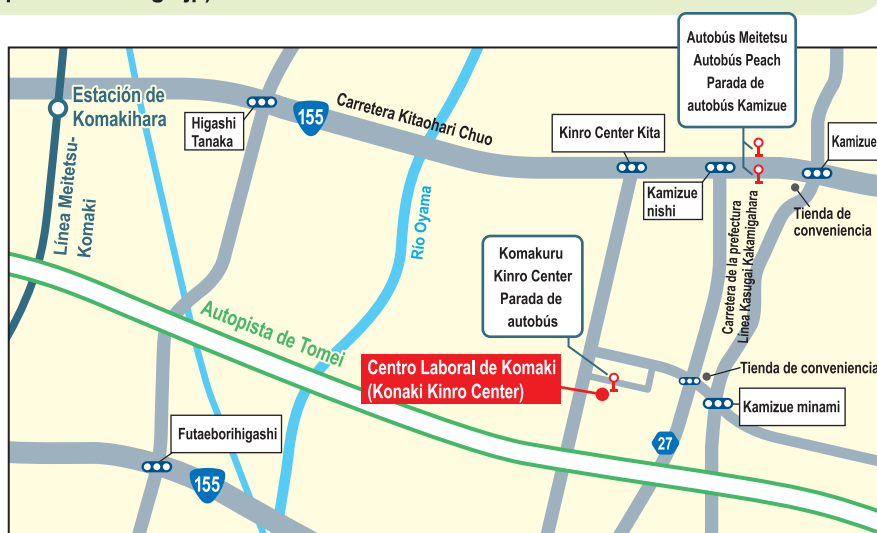 Autobús Meitetsu
Autobús Peach
Parada de
autobús Kamizue
Estación de
Komakihara
Higashi
Tanaka
155
Carretera Kitaohari Chuo
Kinro Center Kita
Kamizue
Kamizue
nishi
Tienda de
conveniencia
Línea Meitetsu-
Komaki
Río Oyama
Carretera de la prefectura
Línea Kasugai Kakamigahara
Komakuru
Kinro Center
Parada de
autobús
Autopista de Tomei
Centro Laboral de Komaki
(Konaki Kinro Center)
Tienda de conveniencia
Kamizue minami
Futaeborihigashi
27
155